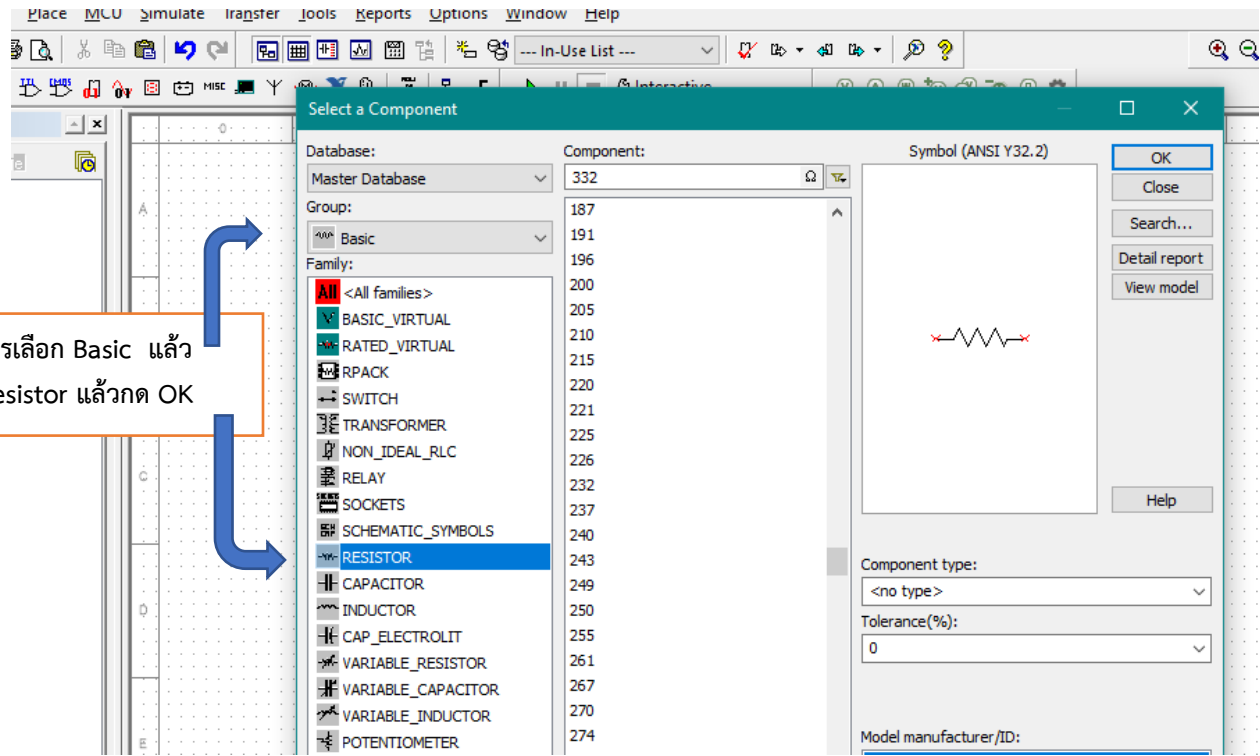 Place MCU Simulate Transfer Tools Reports Options Window Help
--- In-Use List ---
MISC
Interactive
Select a Component
Database:
Master Database
Group:
Basic
Family:
All <All families>
BASIC_VIRTUAL
RATED_VIRTUAL
RPACK
SWITCH
TRANSFORMER
NON_IDEAL_RLC
RELAY
SOCKETS
SCHEMATIC_SYMBOLS
RESISTOR
CAPACITOR
INDUCTOR
CAP_ELECTROLIT
VARIABLE_RESISTOR
VARIABLE_CAPACITOR
VARIABLE_INDUCTOR
POTENTIOMETER
Component:
332 Ω
187
191
196
200
205
210
215
220
221
225
226
232
237
240
243
249
250
255
261
267
270
274
Symbol (ANSI Y32.2)
OK
Close
Search...
Detail report
View model
Help
Component type:
<no type>
Tolerance(%):
0
Model manufacturer/ID:
รเลือก Basic แล้ว
esistor แล้วกด OK
0
A
C
D
E